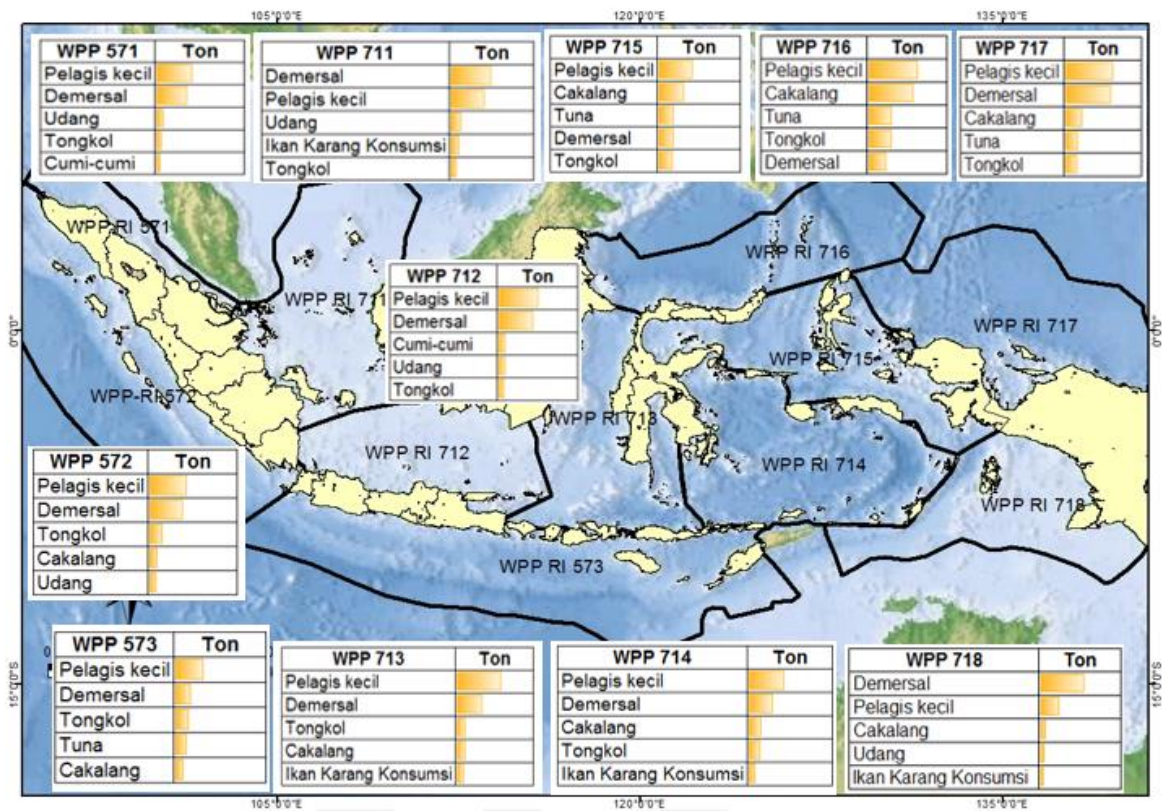 105°0'0"E 120°0'0"E 135°0'0"E
WPP 571 Ton
Pelagis kecil
Demersal
Udang
Tongkol
Cumi-cumi
WPP 711 Ton
Demersal
Pelagis kecil
Udang
Ikan Karang Konsumsi
Tongkol
WPP 715 Ton
Pelagis kecil
Cakalang
Tuna
Demersal
Tongkol
WPP 716 Ton
Pelagis kecil
Cakalang
Tuna
Tongkol
Demersal
WPP 717 Ton
Pelagis kecil
Demersal
Cakalang
Tuna
Tongkol
WPP RI 571
WPP RI 716
WPP RI 711
WPP 712 Ton
Pelagis kecil
Demersal
Cumi-cumi
Udang
Tongkol
0°0'0" 0°0'0"
WPP RI 717
WPP RI 715
WPP-RI 572
WPP RI 713
WPP RI 712
WPP RI 714
WPP RI 718
WPP 572 Ton
Pelagis kecil
Demersal
Tongkol
Cakalang
Udang
WPP RI 573
WPP 573 Ton
Pelagis kecil
Demersal
Tongkol
Tuna
Cakalang
WPP 713 Ton
Pelagis kecil
Demersal
Tongkol
Cakalang
Ikan Karang Konsumsi
WPP 714 Ton
Pelagis kecil
Demersal
Cakalang
Tongkol
Ikan Karang Konsumsi
WPP 718 Ton
Demersal
Pelagis kecil
Cakalang
Udang
Ikan Karang Konsumsi
15°0'0"S 15°0'0"S
105°0'0"E 120°0'0"E 135°0'0"E